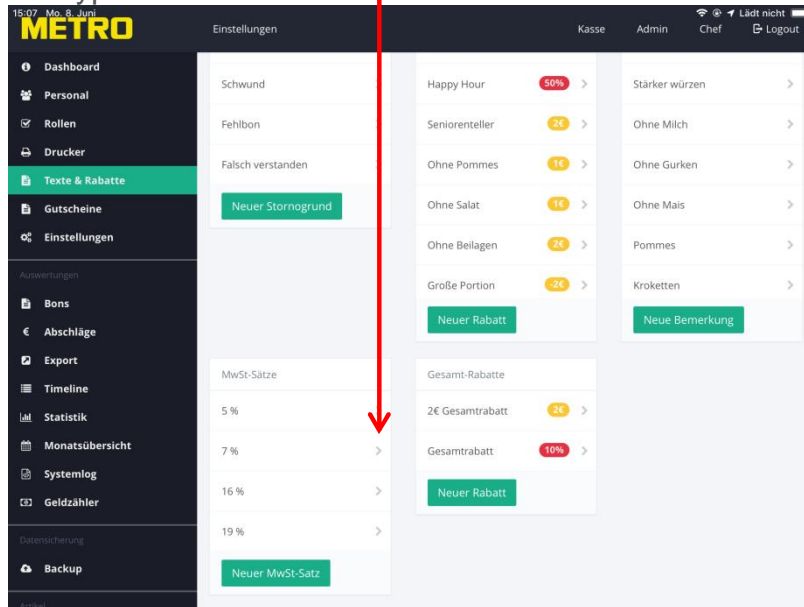 15:07 Mo. 8. Juni
Lädt nicht
METRO
Einstellungen
Kasse
Admin
Chef
Logout
Dashboard
Personal
Rollen
Drucker
Texte & Rabatte
Gutscheine
Einstellungen
Auswertungen
Bons
Abschläge
Export
Timeline
Statistik
Monatsübersicht
Systemlog
Geldzähler
Datensicherung
Backup
Artikel
Schwund
Fehlbon
Falsch verstanden
Neuer Stornogrund
Happy Hour 50%
Seniorenteller 2€
Ohne Pommes 1€
Ohne Salat 1€
Ohne Beilagen 2€
Große Portion -2€
Neuer Rabatt
Stärker würzen
Ohne Milch
Ohne Gurken
Ohne Mais
Pommes
Kroketten
Neue Bemerkung
MwSt-Sätze
5 %
7 %
16 %
19 %
Neuer MwSt-Satz
Gesamt-Rabatte
2€ Gesamtrabatt 2€
Gesamtrabatt 10%
Neuer Rabatt